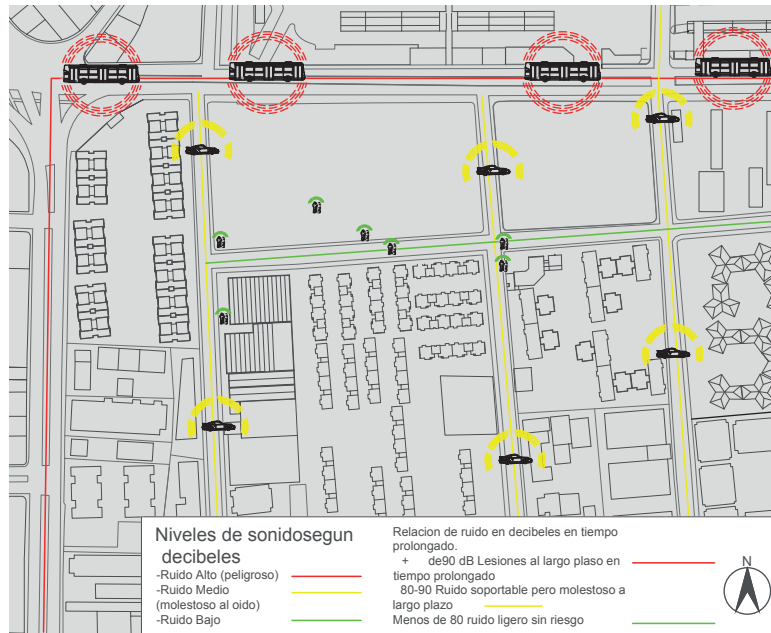 Niveles de sonidosegun
decibeles
-Ruido Alto (peligroso)
-Ruido Medio
(molestoso al oido)
-Ruido Bajo
Relacion de ruido en decibeles en tiempo
prolongado.
+ de90 dB Lesiones al largo plaso en
tiempo prolongado
80-90 Ruido soportable pero molestoso a
largo plazo
Menos de 80 ruido ligero sin riesgo
N